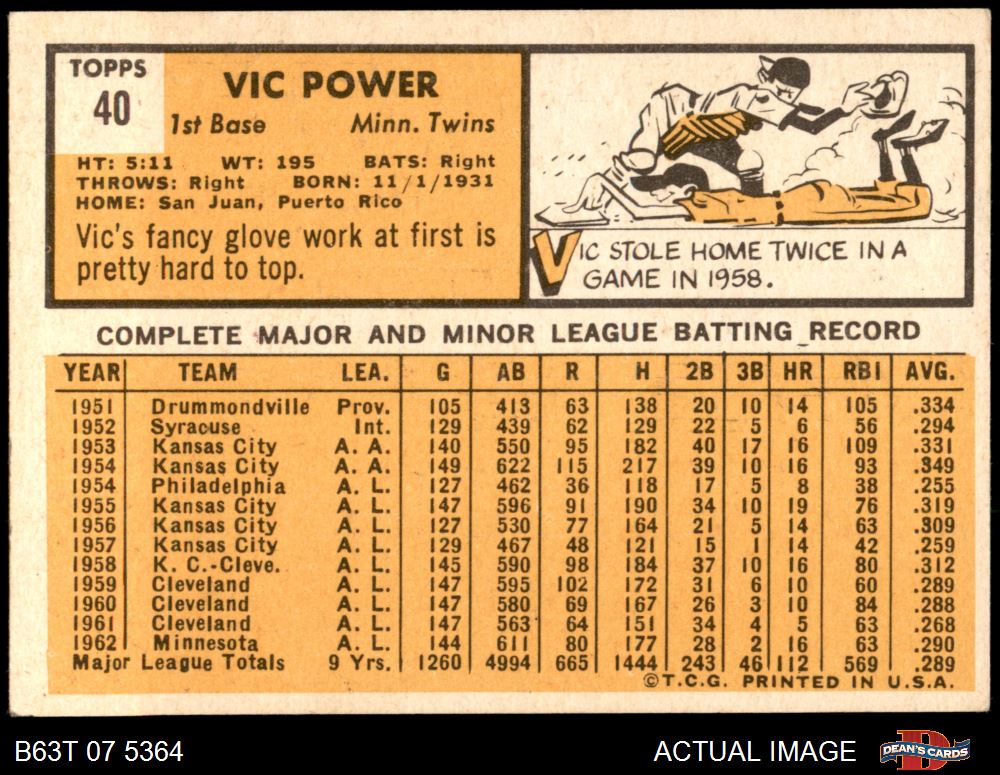 TOPPS
40
VIC POWER
1st Base Minn. Twins
HT: 5:11 WT: 195 BATS: Right
THROWS: Right BORN: 11/1/1931
HOME: San Juan, Puerto Rico
Vic's fancy glove work at first is
pretty hard to top.
VIC STOLE HOME TWICE IN A
GAME IN 1958.
COMPLETE MAJOR AND MINOR LEAGUE BATTING RECORD
YEAR TEAM LEA. G AB R H 2B 3B HR RBI AVG.
1951 Drummondville Prov. 105 413 63 138 20 10 14 105 .334
1952 Syracuse Int. 129 439 62 129 22 5 6 56 .294
1953 Kansas City A. A. 140 550 95 182 40 17 16 109 .331
1954 Kansas City A. A. 149 622 115 217 39 10 16 93 .349
1954 Philadelphia A. L. 127 462 36 118 17 5 8 38 .255
1955 Kansas City A. L. 147 596 91 190 34 10 19 76 .319
1956 Kansas City A. L. 127 530 77 164 21 5 14 63 .309
1957 Kansas City A. L. 129 467 48 121 15 1 14 42 .259
1958 K. C.-Cleve. A. L. 145 590 98 184 37 10 16 80 .312
1959 Cleveland A. L. 147 595 102 172 31 6 10 60 .289
1960 Cleveland A. L. 147 580 69 167 26 3 10 84 .288
1961 Cleveland A. L. 147 563 64 151 34 4 5 63 .268
1962 Minnesota A. L. 144 611 80 177 28 2 16 63 .290
Major League Totals 9 Yrs. 1260 4994 665 1444 243 46 112 569 .289
©T.C.G. PRINTED IN U.S.A.
B63T 07 5364 ACTUAL IMAGE DEAN'S CARDS